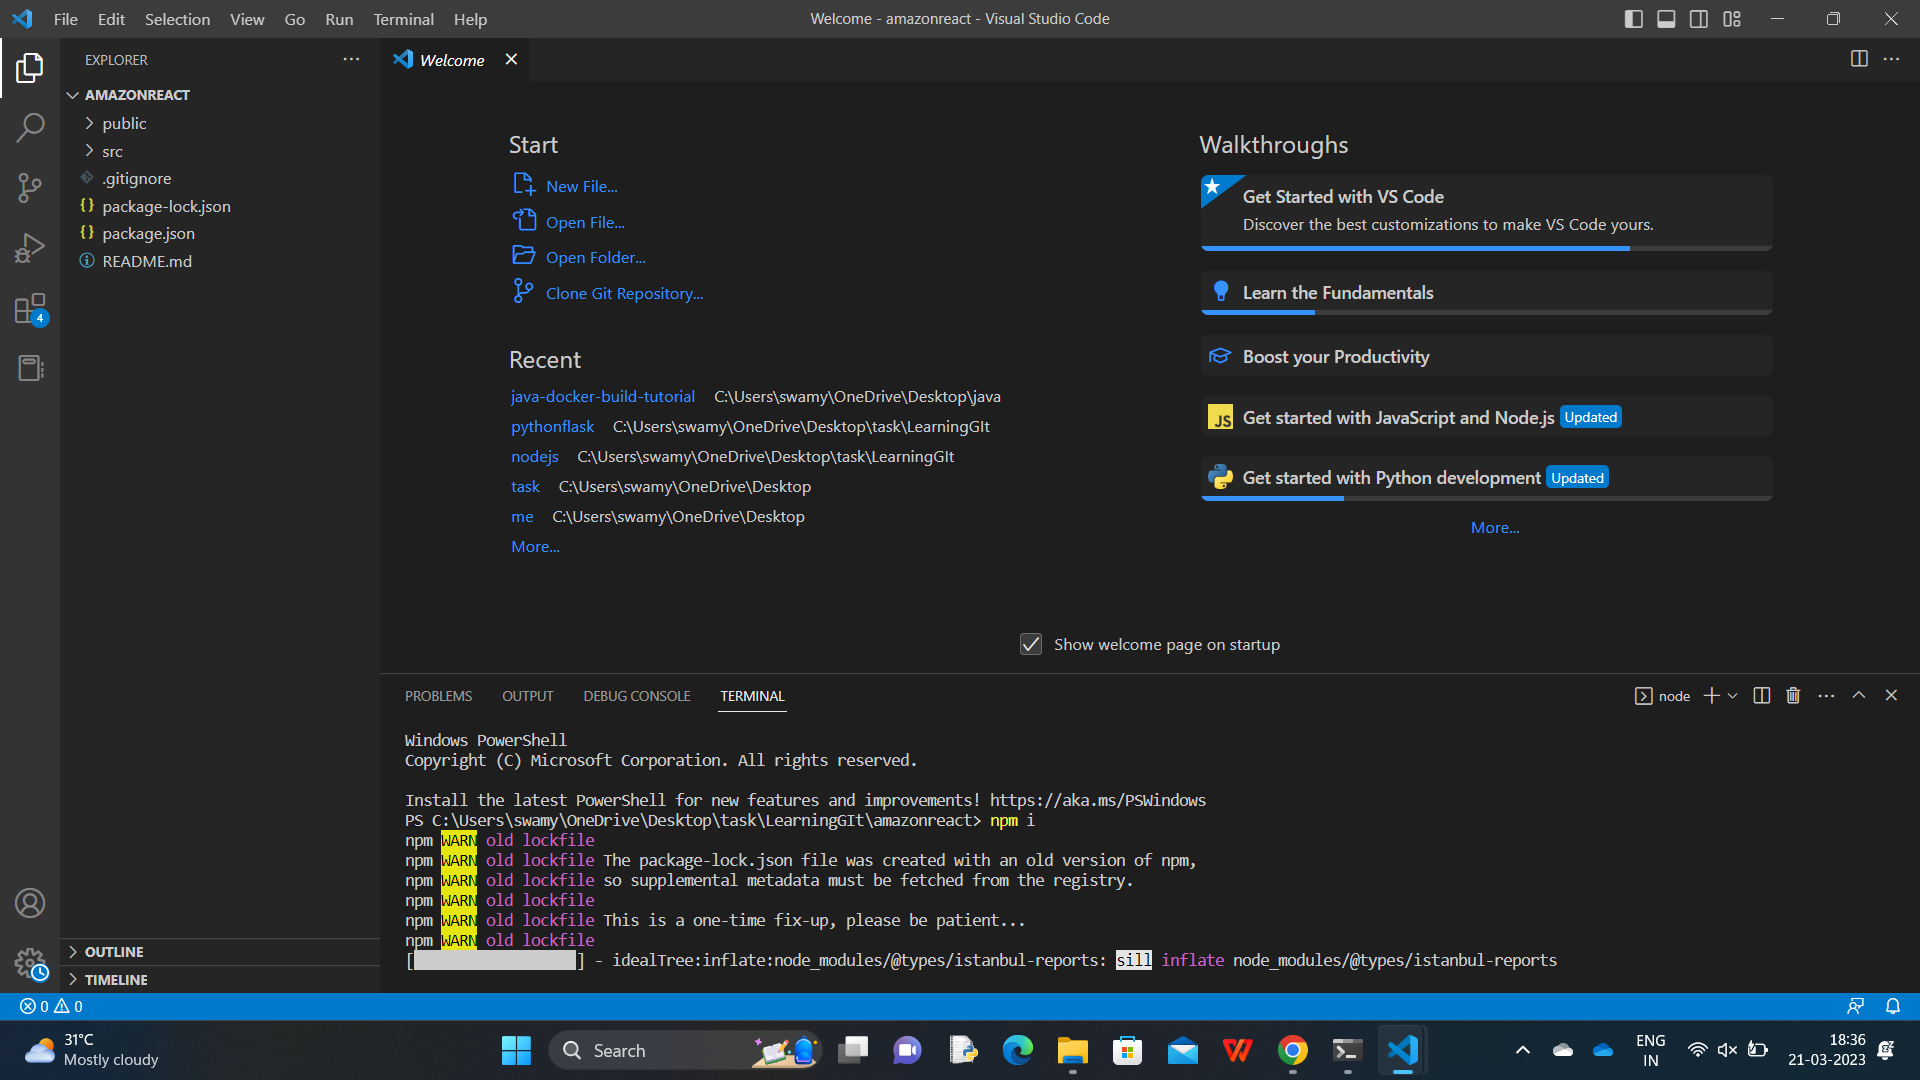 File Edit Selection View Go Run Terminal Help
Welcome - amazonreact - Visual Studio Code
EXPLORER
AMAZONREACT
public
src
.gitignore
package-lock.json
package.json
README.md
4
OUTLINE
TIMELINE
Welcome
Start
New File...
Open File...
Open Folder...
Clone Git Repository...
Recent
java-docker-build-tutorial C:\Users\swamy\OneDrive\Desktop\java
pythonflask C:\Users\swamy\OneDrive\Desktop\task\LearningGIt
nodejs C:\Users\swamy\OneDrive\Desktop\task\LearningGIt
task C:\Users\swamy\OneDrive\Desktop
me C:\Users\swamy\OneDrive\Desktop
More...
Walkthroughs
Get Started with VS Code
Discover the best customizations to make VS Code yours.
Learn the Fundamentals
Boost your Productivity
JS Get started with JavaScript and Node.js Updated
Get started with Python development Updated
More...
Show welcome page on startup
PROBLEMS OUTPUT DEBUG CONSOLE TERMINAL
node
Windows PowerShell
Copyright (C) Microsoft Corporation. All rights reserved.
Install the latest PowerShell for new features and improvements! https://aka.ms/PSWindows
PS C:\Users\swamy\OneDrive\Desktop\task\LearningGIt\amazonreact> npm i
npm WARN old lockfile
npm WARN old lockfile The package-lock.json file was created with an old version of npm,
npm WARN old lockfile so supplemental metadata must be fetched from the registry.
npm WARN old lockfile
npm WARN old lockfile This is a one-time fix-up, please be patient...
npm WARN old lockfile
[ ] - idealTree:inflate:node_modules/@types/istanbul-reports: sill inflate node_modules/@types/istanbul-reports
0 0
31°C
Mostly cloudy
Search
ENG
IN
18:36
21-03-2023